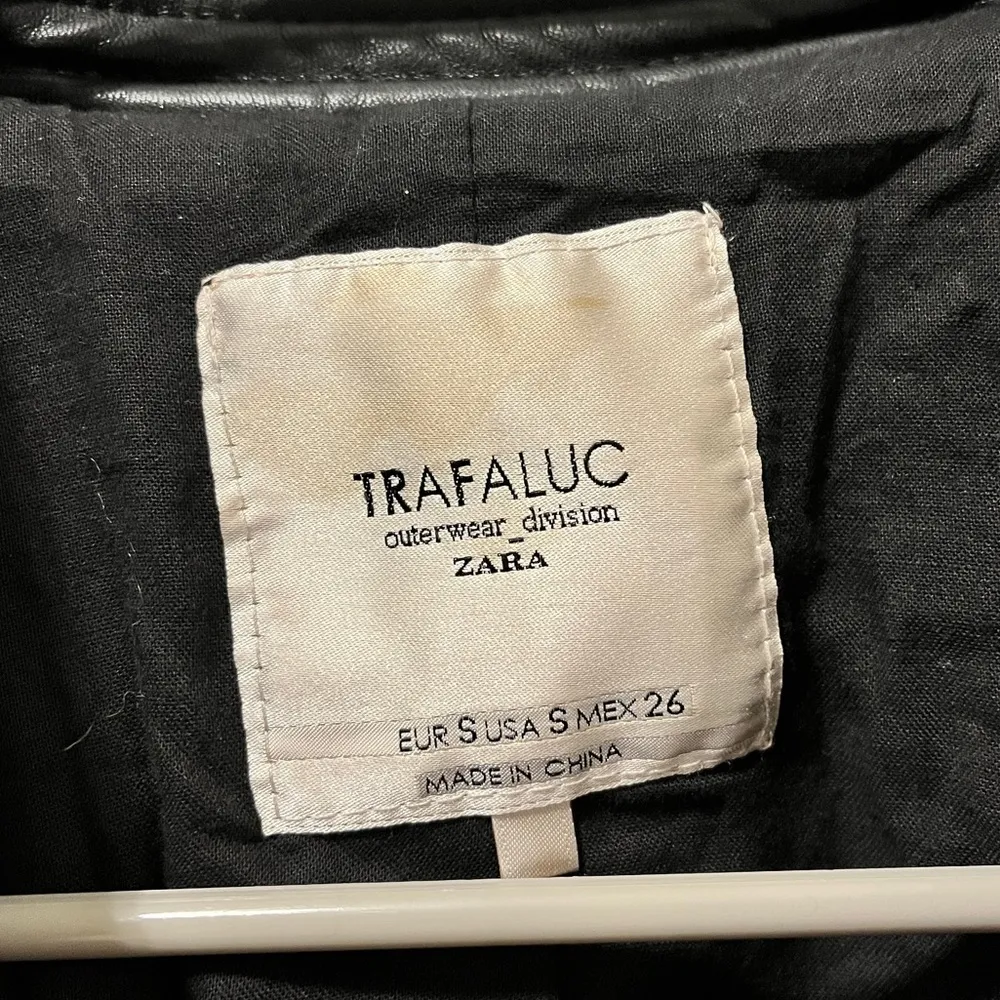 TRAFALUC
outerwear_division
ZARA
EUR S USA S MEX 26
MADE IN CHINA